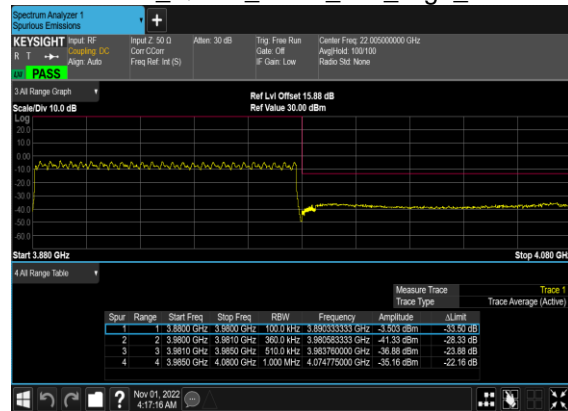 Spectrum Analyzer 1
Spurious Emissions
+
KEYSIGHT Input: RF Input Z: 50 Ω Atten: 30 dB Trig: Free Run Center Freq: 22.005000000 GHz
R T Coupling: DC Corr CCorr Gate: Off Avg|Hold: 100/100
Align: Auto Freq Ref: Int (S) IF Gain: Low Radio Std: None
PASS
3 All Range Graph Ref Lvl Offset 15.88 dB
Scale/Div 10.0 dB Ref Value 30.00 dBm
Log
20.0
10.0
0.00
-10.0
-20.0
-30.0
-40.0
-50.0
-60.0
Start 3.880 GHz Stop 4.080 GH
4 All Range Table
Measure Trace Trace 1
Trace Type Trace Average (Active)
Spur Range Start Freq Stop Freq RBW Frequency Amplitude ΔLimit
1 1 3.8800 GHz 3.9800 GHz 100.0 kHz 3.890333333 GHz -3.503 dBm -33.50 dB
2 2 3.9800 GHz 3.9810 GHz 360.0 kHz 3.980583333 GHz -41.33 dBm -28.33 dB
3 3 3.9810 GHz 3.9850 GHz 510.0 kHz 3.983760000 GHz -36.88 dBm -23.88 dB
4 4 3.9850 GHz 4.0800 GHz 1.000 MHz 4.074775000 GHz -35.16 dBm -22.16 dB
? Nov 01, 2022
4:17:16 AM